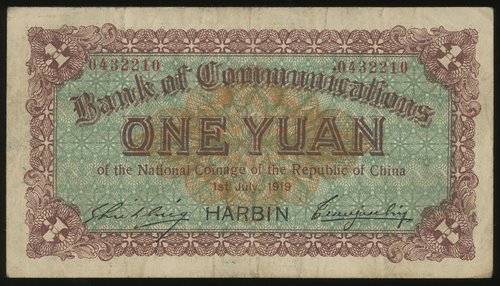 0432210 0432210
Bank of Communications
ONE YUAN
of the National Coinage of the Republic of China
1st July, 1919
HARBIN